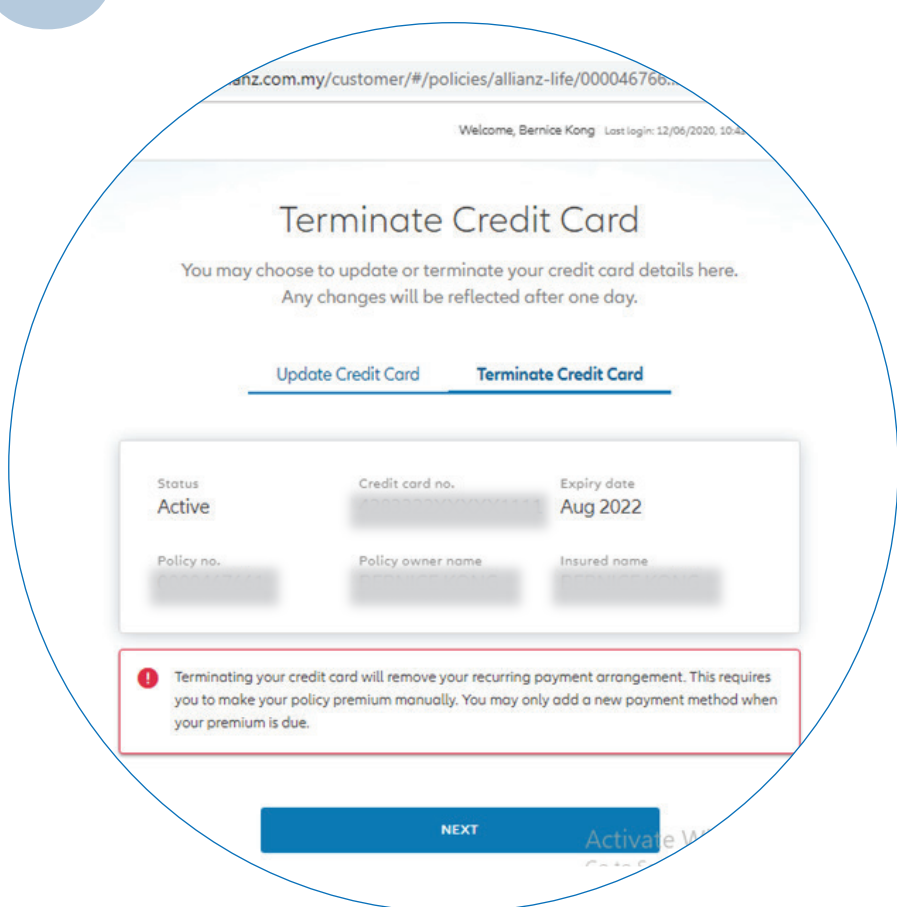 anz.com.my/customer/#/policies/allianz-life/000046766...
Welcome, Bernice Kong Last login: 12/06/2020, 10:4
Terminate Credit Card
You may choose to update or terminate your credit card details here.
Any changes will be reflected after one day.
Update Credit Card Terminate Credit Card
Status Credit card no. Expiry date
Active Aug 2022
Policy no. Policy owner name Insured name
Terminating your credit card will remove your recurring payment arrangement. This requires
you to make your policy premium manually. You may only add a new payment method when
your premium is due.
NEXT
Activate W